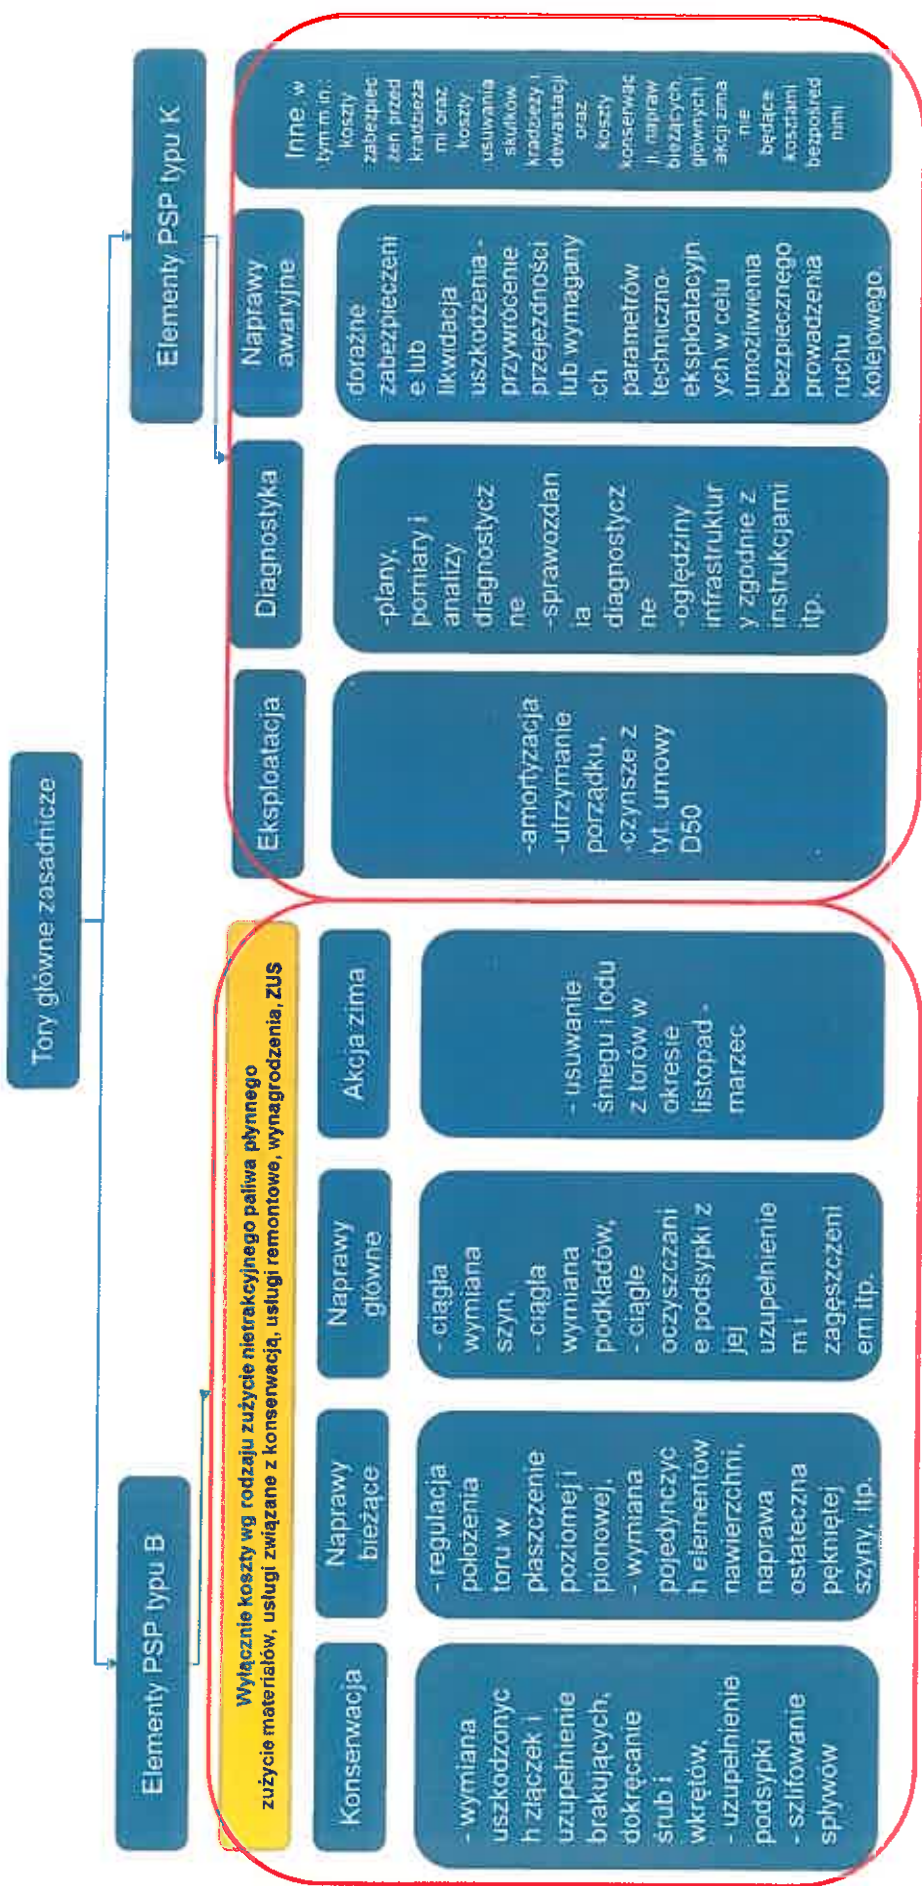 Tory główne zasadnicze
Elementy PSP typu B
Elementy PSP typu K
Wyłącznie koszty wg rodzaju zużycie nietrakcyjnego paliwa płynnego
zużycie materiałów, usługi związane z konserwacją, usługi remontowe, wynagrodzenia, ZUS
Konserwacja
- wymiana
uszkodzonyc
h złączek i
uzupełnienie
brakujących,
dokręcanie
śrub i
wkrętów.
- uzupełnienie
podsypki
- szlifowanie
spływów
Naprawy
bieżące
- regulacja
położenia
toru w
płaszczenie
poziomej i
pionowej.
- wymiana
pojedynczyc
h elementów
nawierzchni,
naprawa
ostateczna
pękniętej
szyny, itp.
Naprawy
główne
- ciągła
wymiana
szyn.
- ciągła
wymiana
podkładów,
- ciągłe
oczyszczani
e podsypki z
jej
uzupełnienie
m i
zagęszczeni
em itp.
Akcja zima
- usuwanie
śniegu i lodu
z torów w
okresie
listopad -
marzec
Eksploatacja
-amortyzacja
-utrzymanie
porządku,
-czynsze z
tyt. umowy
D50
Diagnostyka
-plany,
pomiary i
analizy
diagnostycz
ne
-sprawozdan
ia
diagnostycz
ne
-oględziny
infrastruktur
y zgodnie z
instrukcjami
itp.
Naprawy
awaryjne
doraźne
zabezpieczeni
e lub
likwidacja
uszkodzenia -
przywrócenie
przejezdności
lub wymagany
ch
parametrów
techniczno-
eksploatacyjn
ych w celu
umożliwienia
bezpiecznego
prowadzenia
ruchu
kolejowego.
Inne w
tym m.in.:
koszty
zabezpiec
zeń przed
kradzieża
mi oraz
koszty
usuwania
skutków
kradzieży i
dewastacji
oraz
koszty
konserwac
ji, napraw
bieżących,
głównych i
akcji zima
nie
będące
kosztami
bezpośred
nimi